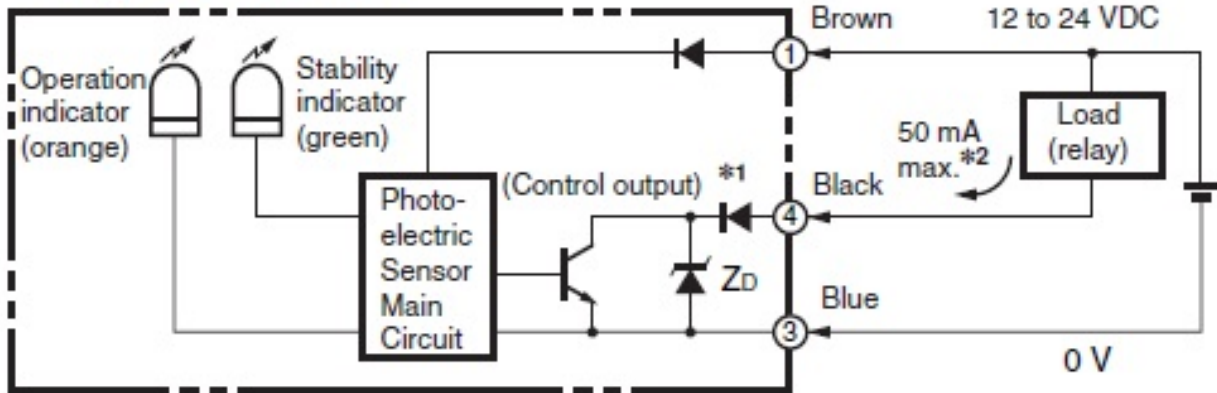 Brown
12 to 24 VDC
1
Operation
indicator
(orange)
Stability
indicator
(green)
Load
(relay)
50 mA
max.*2
(Control output)
*1
Black
4
Photo-
electric
Sensor
Main
Circuit
ZD
Blue
3
0 V